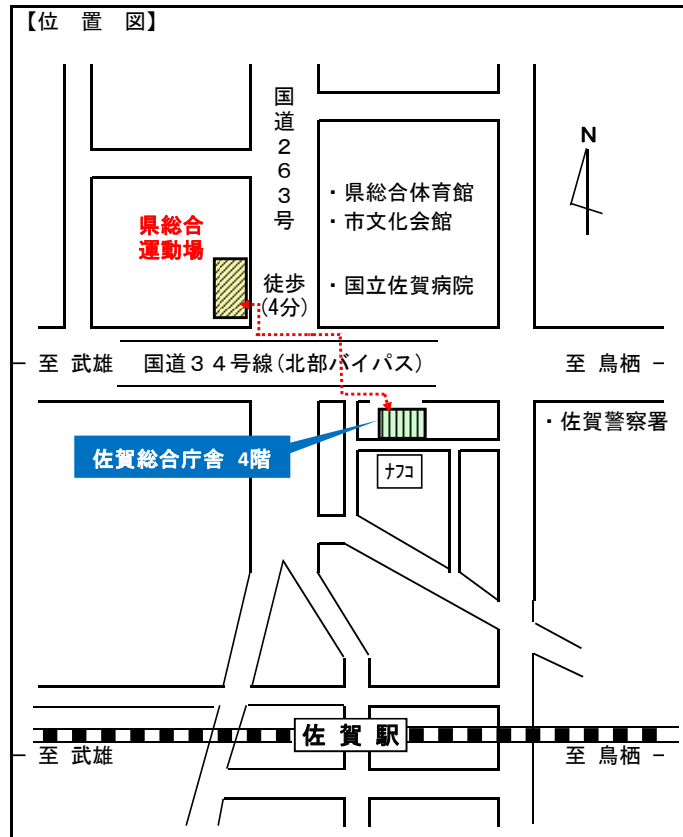 【位 置 図】
国道263号
N
・県総合体育館
・市文化会館
県総合
運動場
徒歩
(4分)
・国立佐賀病院
至 武雄
国道34号線(北部バイパス)
至 鳥栖
・佐賀警察署
佐賀総合庁舎 4階
ナフコ
佐 賀 駅
至 武雄
至 鳥栖